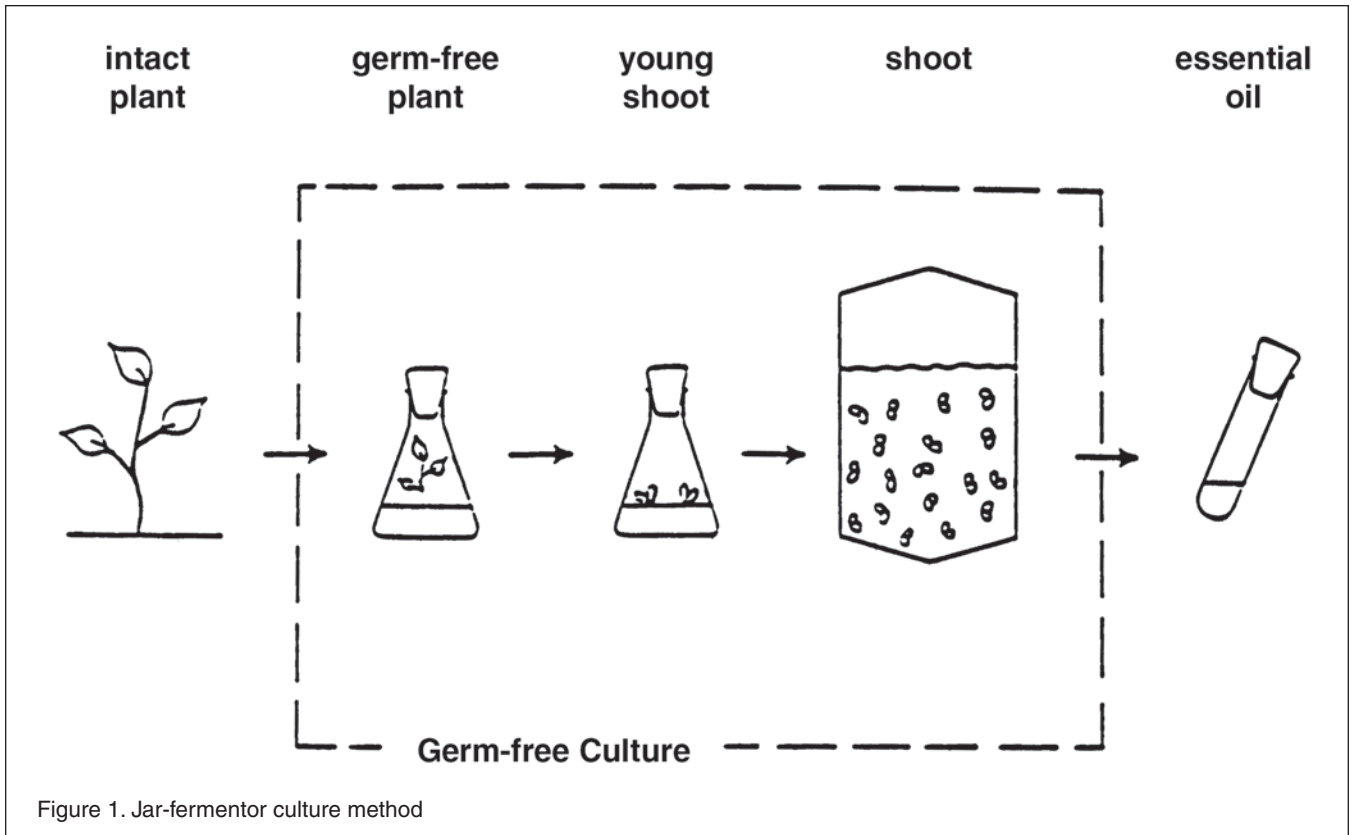 intact
plant
germ-free
plant
young
shoot
shoot
essential
oil
Germ-free Culture
Figure 1. Jar-fermentor culture method